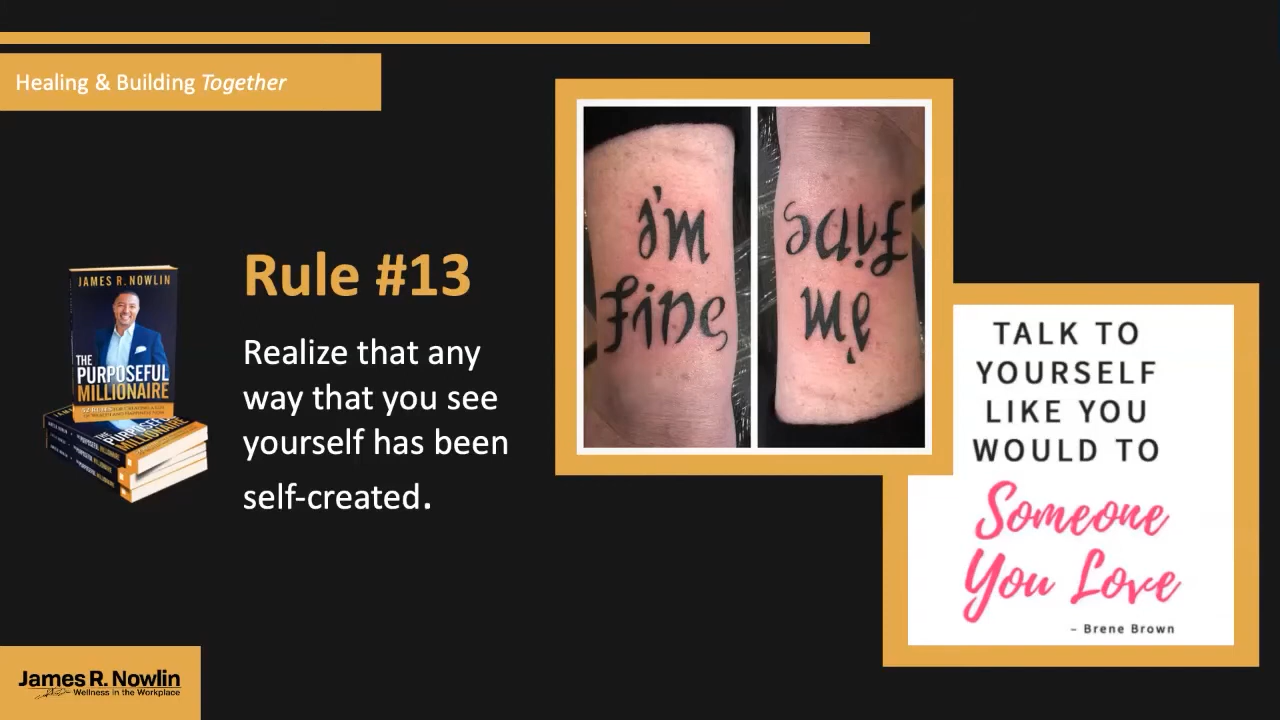 Healing & Building Together
JAMES R. NOWLIN
THE
PURPOSEFUL
MILLIONAIRE
Rule #13
Realize that any
way that you see
yourself has been
self-created.
I'm
Fine
Save
Me
TALK TO
YOURSELF
LIKE YOU
WOULD TO
Someone
You Love
– Brene Brown
James R. Nowlin
Wellness in the Workplace